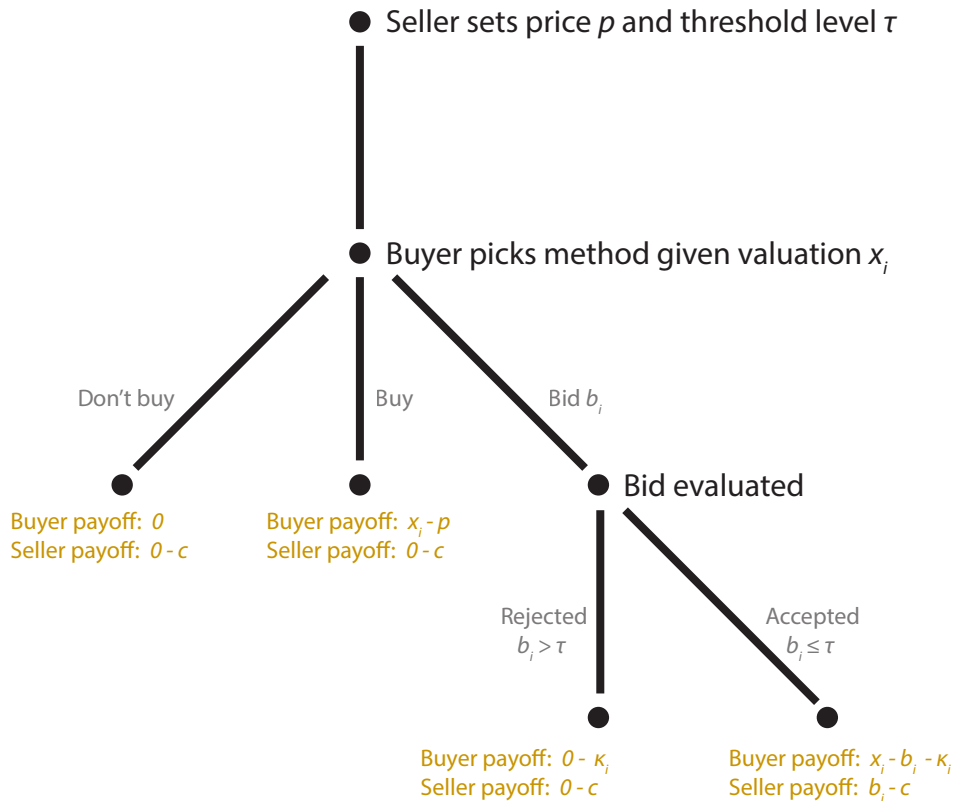 Seller sets price p and threshold level τ
Buyer picks method given valuation x_i
Don't buy
Buy
Bid b_i
Bid evaluated
Buyer payoff: 0
Seller payoff: 0 - c
Buyer payoff: x_i - p
Seller payoff: 0 - c
Rejected
b_i > τ
Accepted
b_i ≤ τ
Buyer payoff: 0 - κ_i
Seller payoff: 0 - c
Buyer payoff: x_i - b_i - κ_i
Seller payoff: b_i - c